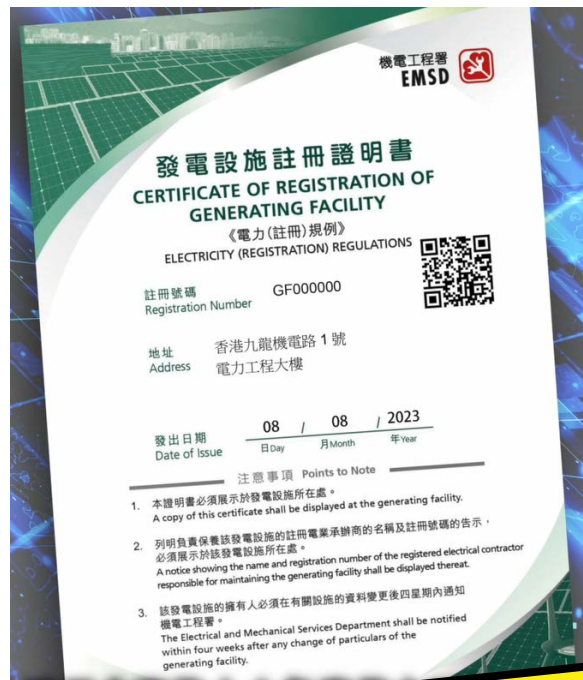 機電工程署
EMSD
發電設施註冊證明書
CERTIFICATE OF REGISTRATION OF
GENERATING FACILITY
《電力(註冊)規例》
ELECTRICITY (REGISTRATION) REGULATIONS
註冊號碼 GF000000
Registration Number
地址 香港九龍機電路 1 號
Address 電力工程大樓
發出日期 08 / 08 / 2023
Date of Issue 日Day 月Month 年Year
注意事項 Points to Note
1. 本證明書必須展示於發電設施所在處。
A copy of this certificate shall be displayed at the generating facility.
2. 列明負責保養該發電設施的註冊電業承辦商的名稱及註冊號碼的告示，
必須展示於該發電設施所在處。
A notice showing the name and registration number of the registered electrical contractor
responsible for maintaining the generating facility shall be displayed thereat.
3. 該發電設施的擁有人必須在有關設施的資料變更後四星期內通知
機電工程署。
The Electrical and Mechanical Services Department shall be notified
within four weeks after any change of particulars of the
generating facility.